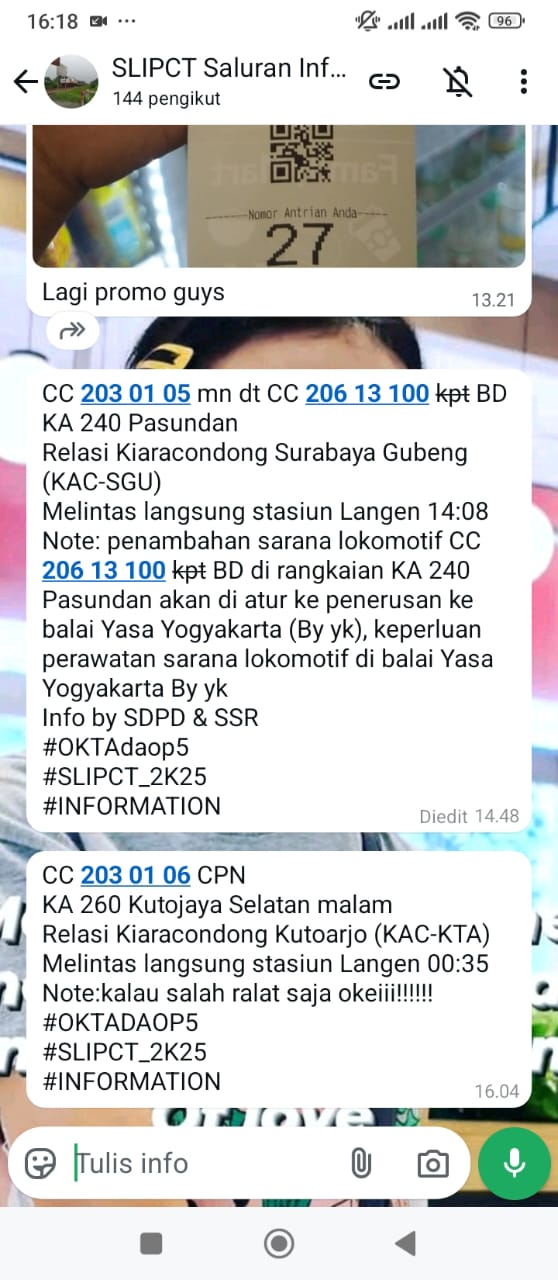 16:18
96
SLIPCT Saluran Inf...
144 pengikut
Nomor Antrian Anda
27
Lagi promo guys
13.21
CC 203 01 05 mn dt CC 206 13 100 kpt BD
KA 240 Pasundan
Relasi Kiaracondong Surabaya Gubeng
(KAC-SGU)
Melintas langsung stasiun Langen 14:08
Note: penambahan sarana lokomotif CC
206 13 100 kpt BD di rangkaian KA 240
Pasundan akan di atur ke penerusan ke
balai Yasa Yogyakarta (By yk), keperluan
perawatan sarana lokomotif di balai Yasa
Yogyakarta By yk
Info by SDPD & SSR
#OKTAdaop5
#SLIPCT_2K25
#INFORMATION
Diedit 14.48
CC 203 01 06 CPN
KA 260 Kutojaya Selatan malam
Relasi Kiaracondong Kutoarjo (KAC-KTA)
Melintas langsung stasiun Langen 00:35
Note:kalau salah ralat saja okeiii!!!!!!
#OKTADAOP5
#SLIPCT_2K25
#INFORMATION
16.04
Of love
Tulis info